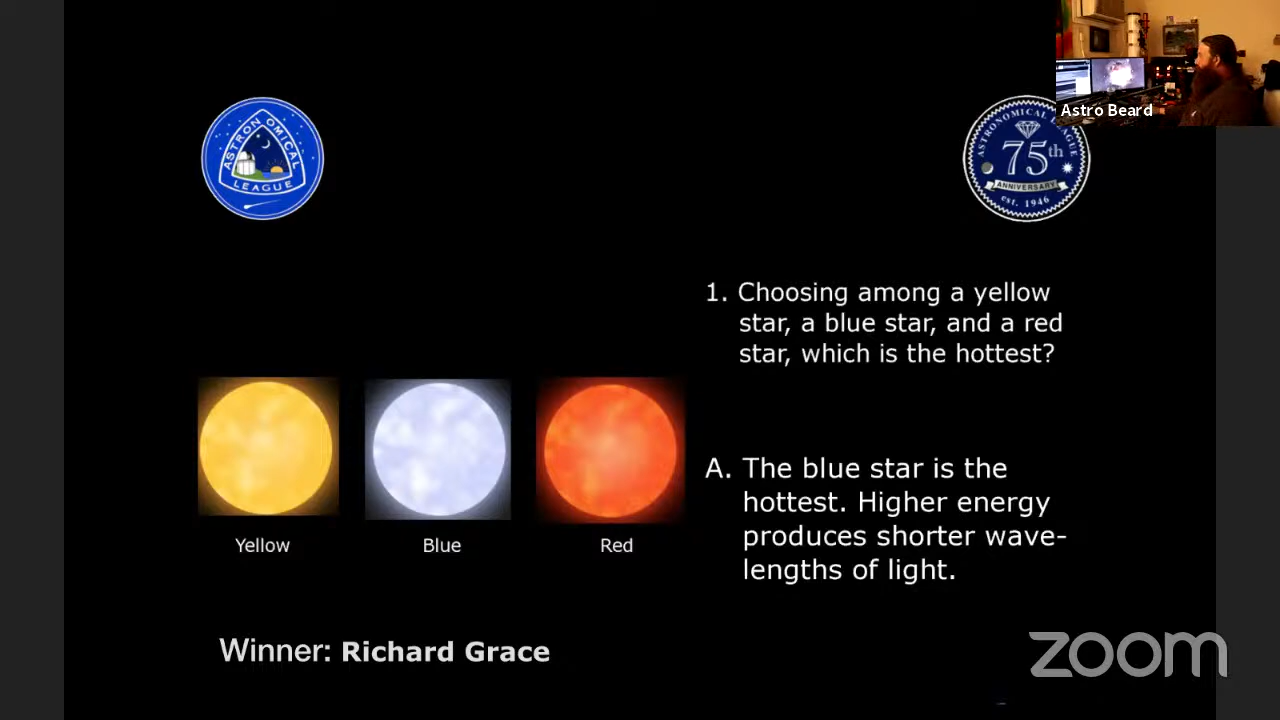 Astro Beard
ASTRONOMICAL
LEAGUE
ASTRONOMICAL LEAGUE
75th
ANNIVERSARY
est. 1946
1. Choosing among a yellow
star, a blue star, and a red
star, which is the hottest?
A. The blue star is the
hottest. Higher energy
produces shorter wave-
lengths of light.
Yellow
Blue
Red
Winner: Richard Grace
zoom